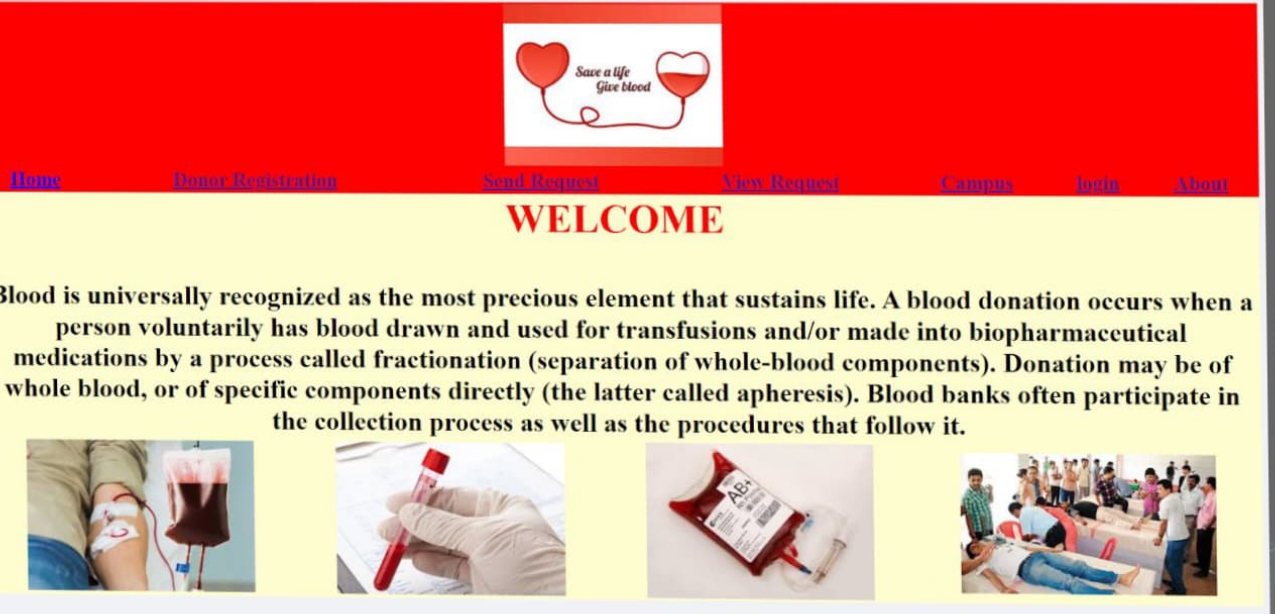 Save a life
Give blood
Home Donor Registration Send Request View Request Campus login About
WELCOME
Blood is universally recognized as the most precious element that sustains life. A blood donation occurs when a
person voluntarily has blood drawn and used for transfusions and/or made into biopharmaceutical
medications by a process called fractionation (separation of whole-blood components). Donation may be of
whole blood, or of specific components directly (the latter called apheresis). Blood banks often participate in
the collection process as well as the procedures that follow it.
AB+